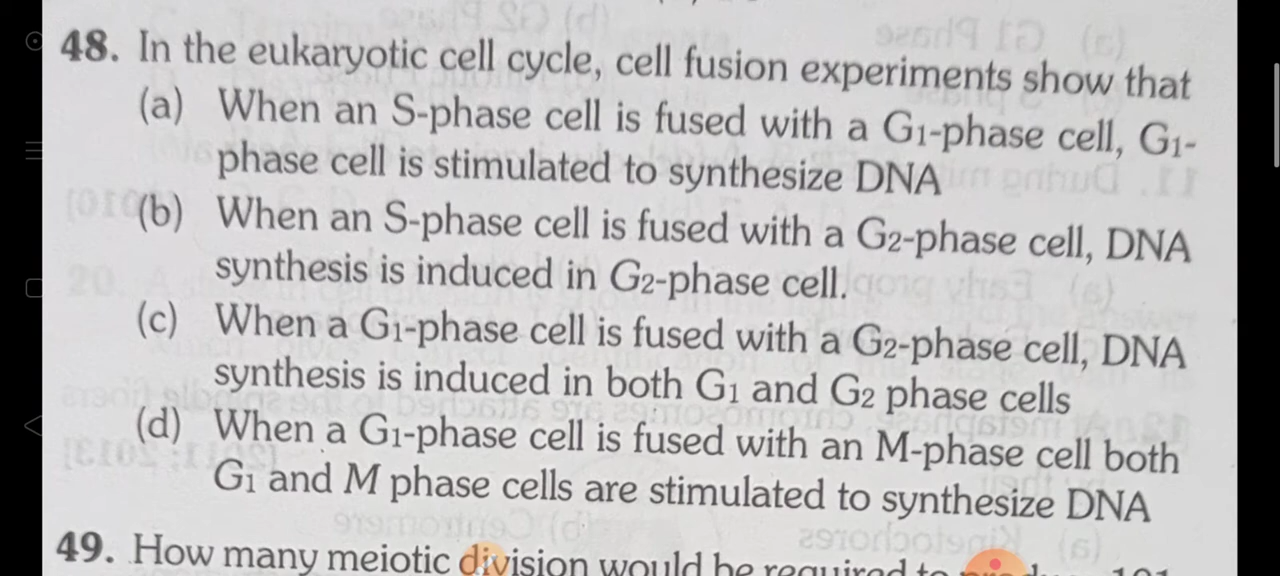 48. In the eukaryotic cell cycle, cell fusion experiments show that
(a) When an S-phase cell is fused with a G1-phase cell, G1-
phase cell is stimulated to synthesize DNA
(b) When an S-phase cell is fused with a G2-phase cell, DNA
synthesis is induced in G2-phase cell.
(c) When a G1-phase cell is fused with a G2-phase cell, DNA
synthesis is induced in both G1 and G2 phase cells
(d) When a G1-phase cell is fused with an M-phase cell both
G1 and M phase cells are stimulated to synthesize DNA
49. How many meiotic division would be required to